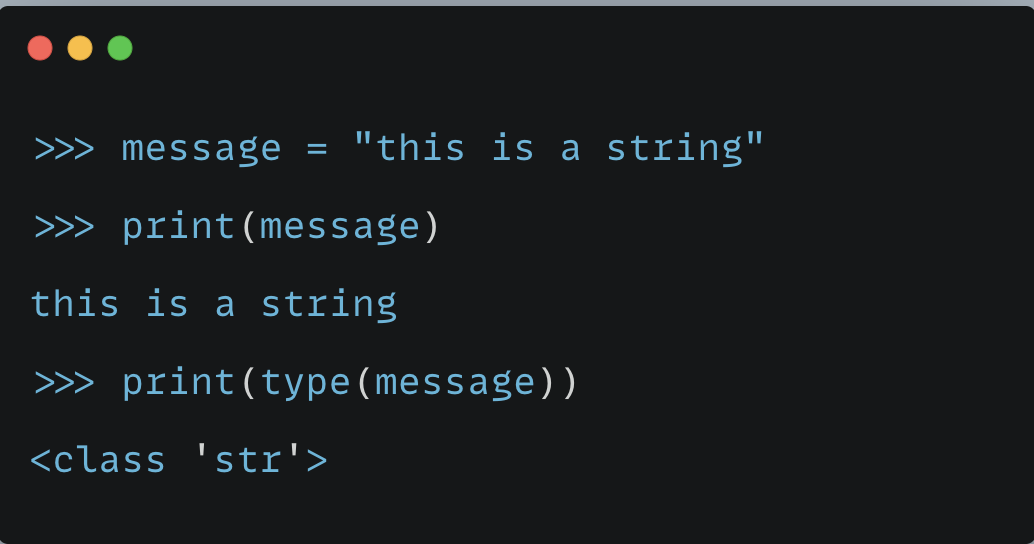 >>> message = "this is a string"
>>> print(message)
this is a string
>>> print(type(message))
<class 'str'>